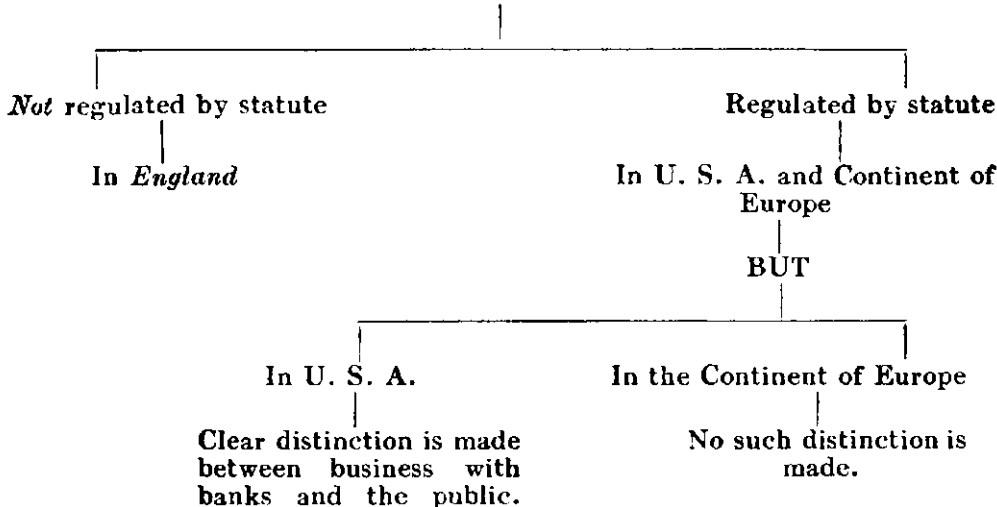 Not regulated by statute
Regulated by statute
In England
In U. S. A. and Continent of
Europe
BUT
In U. S. A.
In the Continent of Europe
Clear distinction is made
between business with
banks and the public.
No such distinction is
made.